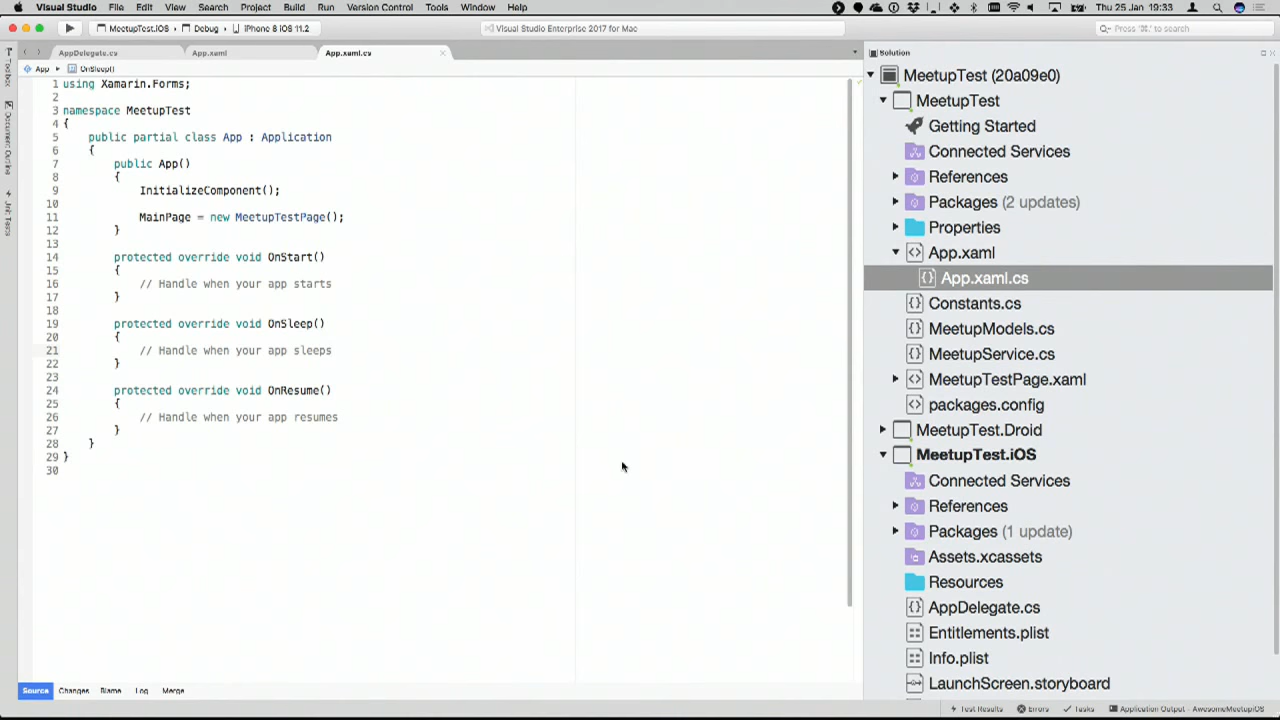 Visual Studio File Edit View Search Project Build Run Version Control Tools Window Help Thu 25 Jan 19:33
MeetupTest.iOS Debug iPhone 8 iOS 11.2 Visual Studio Enterprise 2017 for Mac Press '⌘.' to search
AppDelegate.cs App.xaml App.xaml.cs
App OnSleep()
Toolbox
Document Outline
Unit Tests
1 using Xamarin.Forms;
2
3 namespace MeetupTest
4 {
5 public partial class App : Application
6 {
7 public App()
8 {
9 InitializeComponent();
10
11 MainPage = new MeetupTestPage();
12 }
13
14 protected override void OnStart()
15 {
16 // Handle when your app starts
17 }
18
19 protected override void OnSleep()
20 {
21 // Handle when your app sleeps
22 }
23
24 protected override void OnResume()
25 {
26 // Handle when your app resumes
27 }
28 }
29 }
30
Source Changes Blame Log Merge
Solution
MeetupTest (20a09e0)
MeetupTest
Getting Started
Connected Services
References
Packages (2 updates)
Properties
App.xaml
App.xaml.cs
Constants.cs
MeetupModels.cs
MeetupService.cs
MeetupTestPage.xaml
packages.config
MeetupTest.Droid
MeetupTest.iOS
Connected Services
References
Packages (1 update)
Assets.xcassets
Resources
AppDelegate.cs
Entitlements.plist
Info.plist
LaunchScreen.storyboard
Test Results Errors Tasks Application Output - AwesomeMeetupiOS